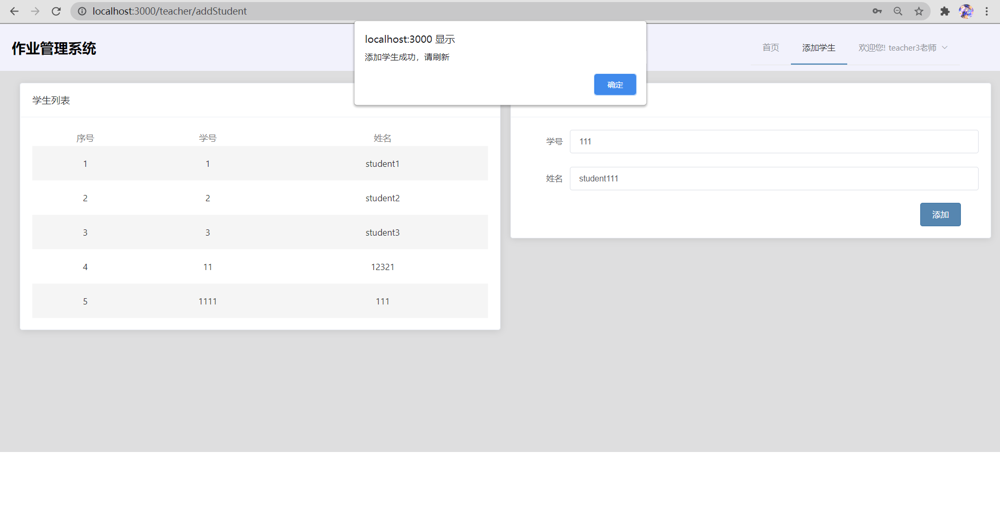 localhost:3000/teacher/addStudent
localhost:3000 显示
添加学生成功，请刷新
确定
作业管理系统
首页 添加学生 欢迎您! teacher3老师
学生列表
序号 学号 姓名
1 1 student1
2 2 student2
3 3 student3
4 11 12321
5 1111 111
学号 111
姓名 student111
添加